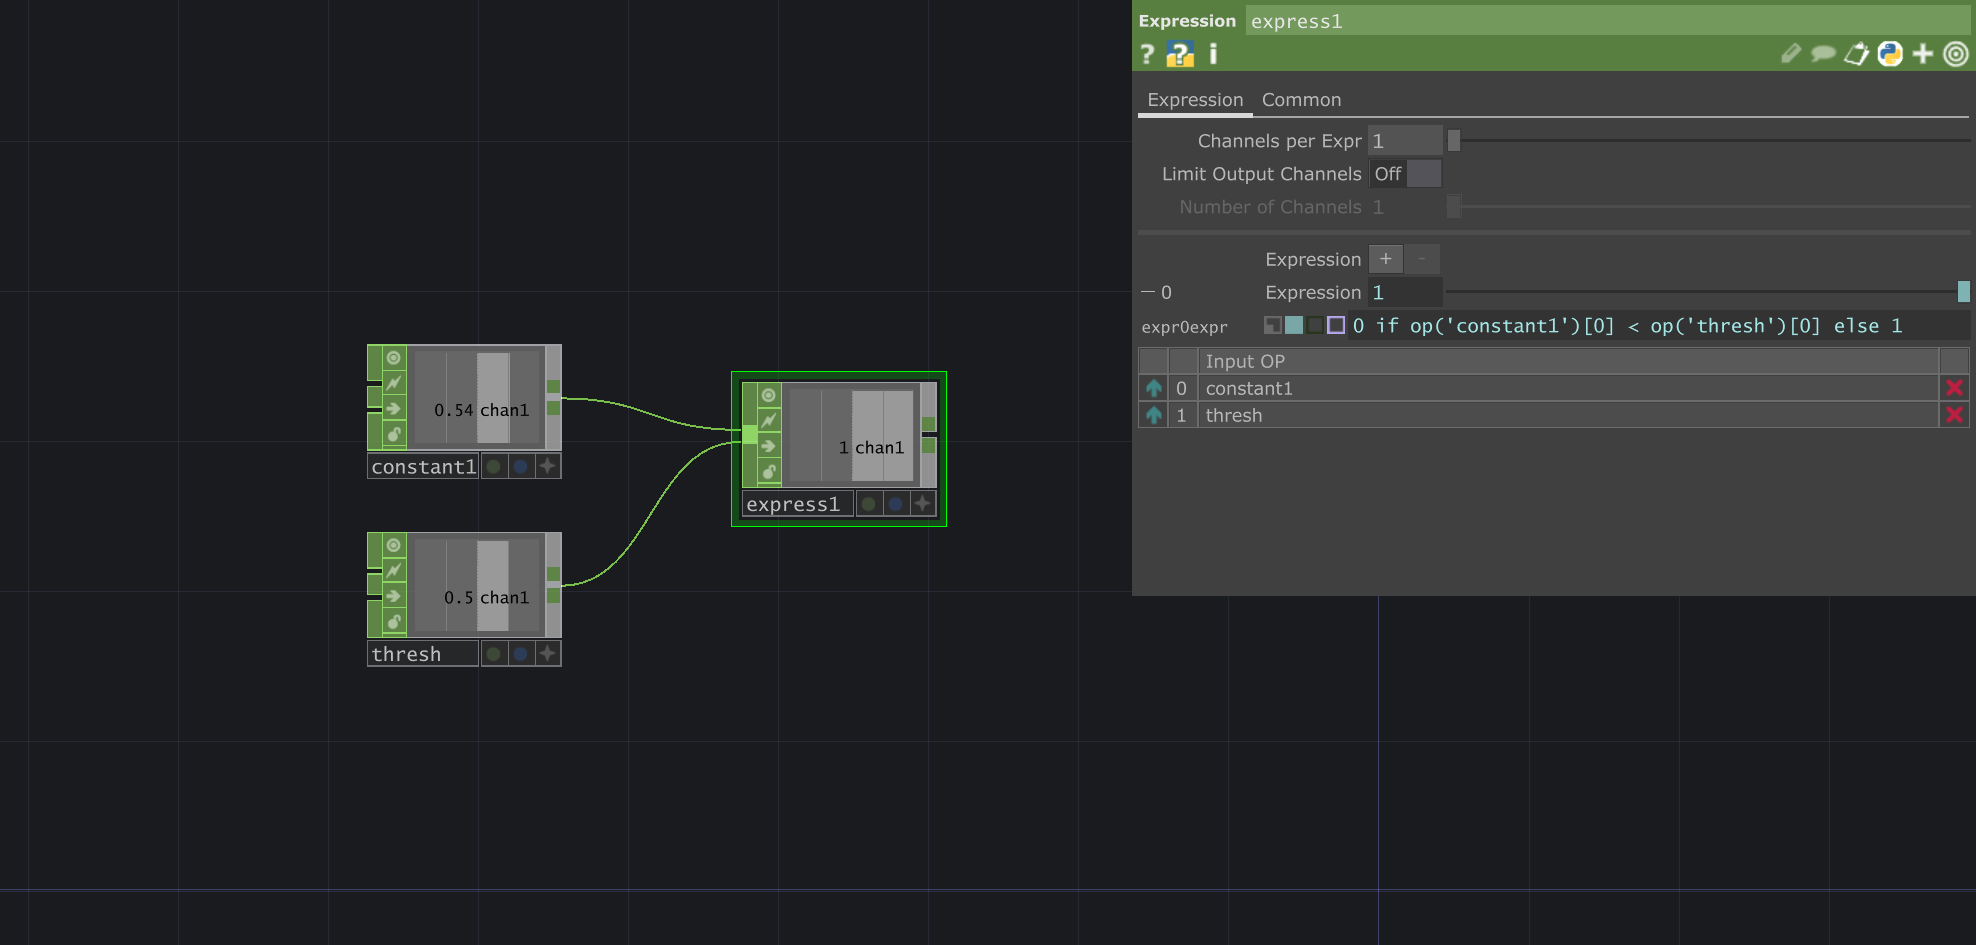 Expression express1
? ? i
Expression Common
Channels per Expr 1
Limit Output Channels Off
Number of Channels 1
Expression + -
0 Expression 1
expr0expr 0 if op('constant1')[0] < op('thresh')[0] else 1
Input OP
0 constant1
1 thresh
0.54 chan1
constant1
1 chan1
express1
0.5 chan1
thresh